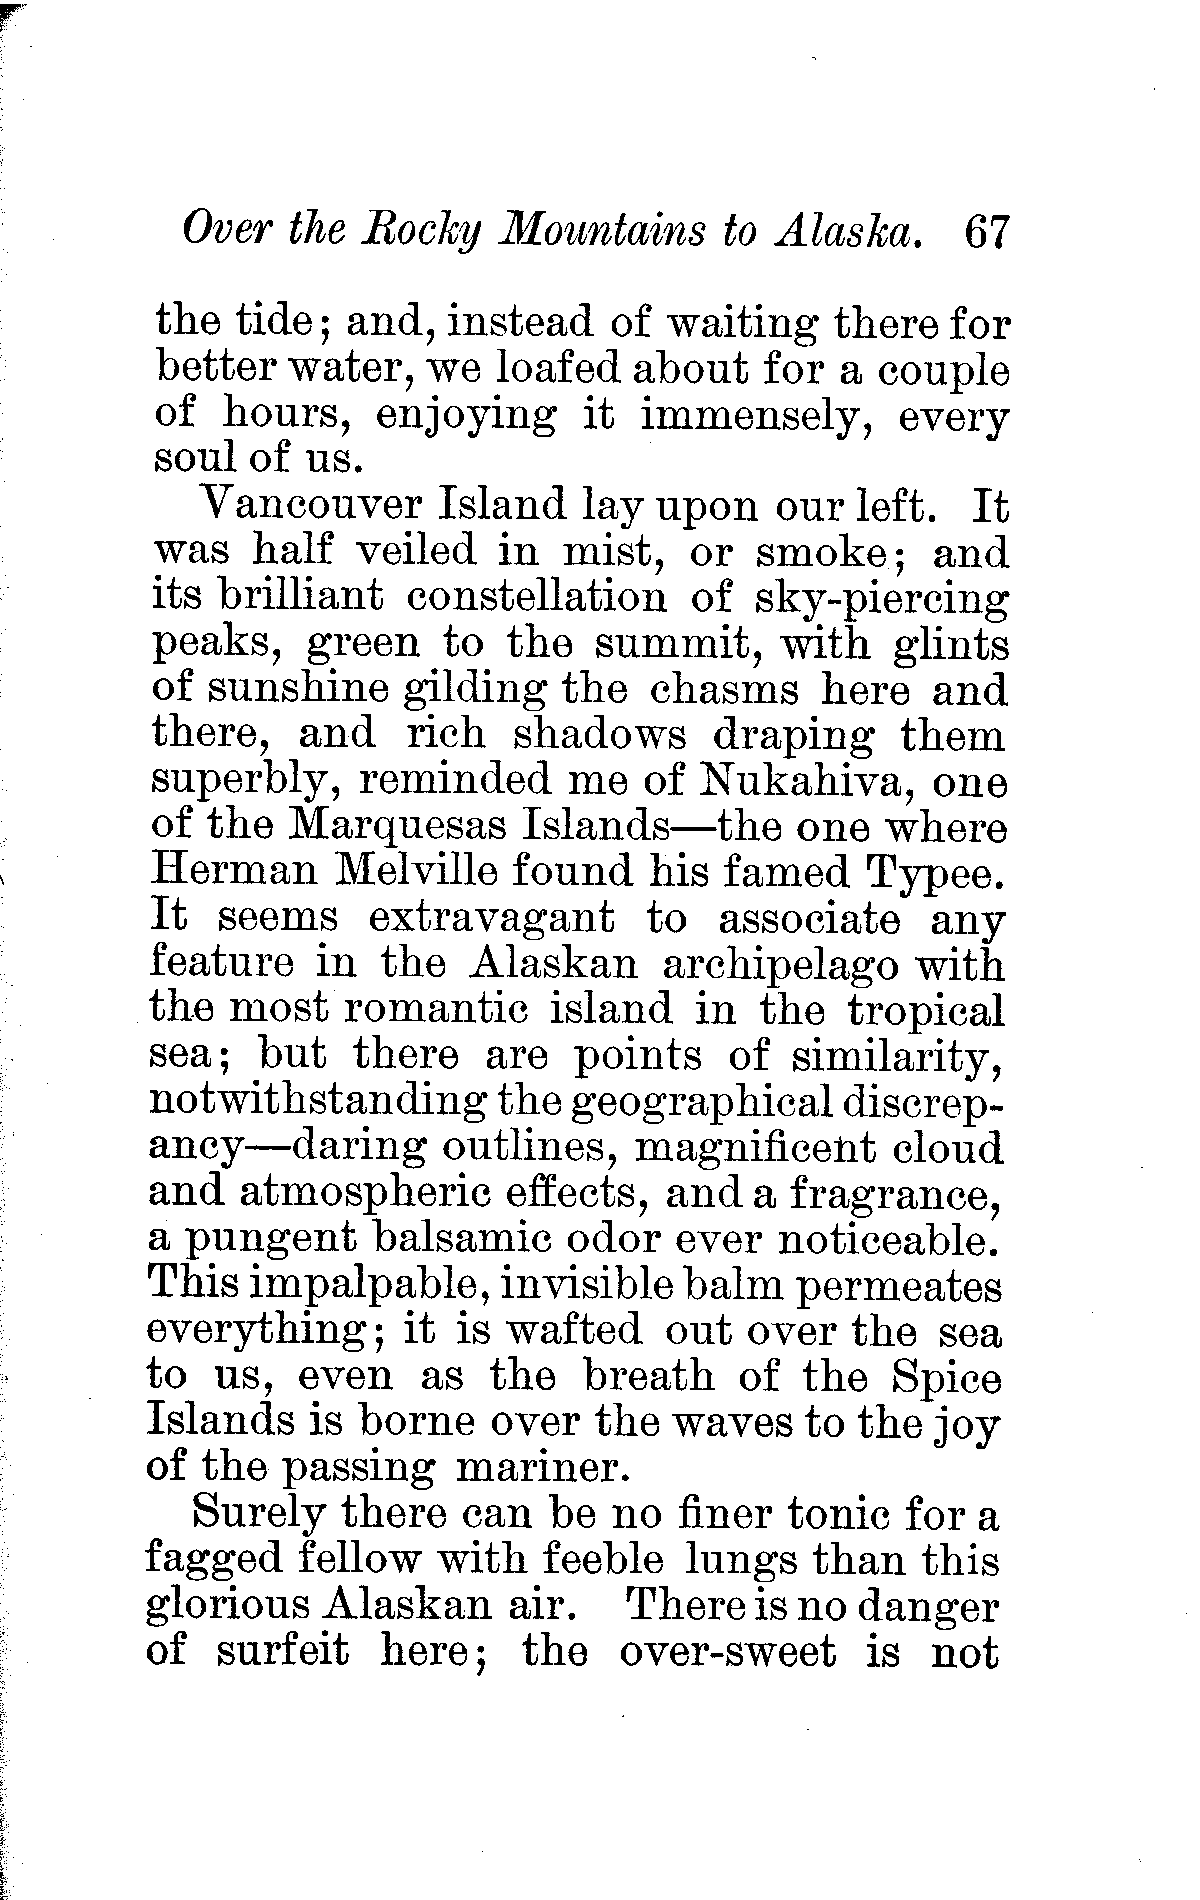 Over the Rocky Mountains to Alaska. 67
the tide; and, instead of waiting there for
better water, we loafed about for a couple
of hours, enjoying it immensely, every
soul of us.
Vancouver Island lay upon our left. It
was half veiled in mist, or smoke; and
its brilliant constellation of sky-piercing
peaks, green to the summit, with glints
of sunshine gilding the chasms here and
there, and rich shadows draping them
superbly, reminded me of Nukahiva, one
of the Marquesas Islands—the one where
Herman Melville found his famed Typee.
It seems extravagant to associate any
feature in the Alaskan archipelago with
the most romantic island in the tropical
sea; but there are points of similarity,
notwithstanding the geographical discrep-
ancy—daring outlines, magnificent cloud
and atmospheric effects, and a fragrance,
a pungent balsamic odor ever noticeable.
This impalpable, invisible balm permeates
everything; it is wafted out over the sea
to us, even as the breath of the Spice
Islands is borne over the waves to the joy
of the passing mariner.
Surely there can be no finer tonic for a
fagged fellow with feeble lungs than this
glorious Alaskan air. There is no danger
of surfeit here; the over-sweet is not